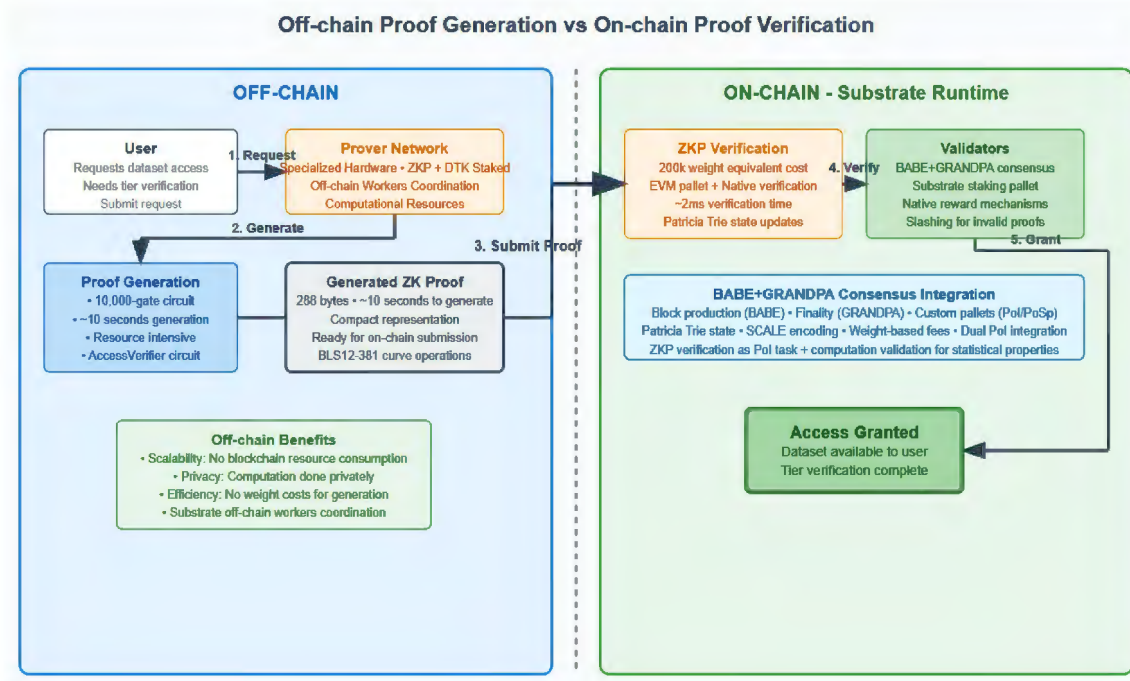 Off-chain Proof Generation vs On-chain Proof Verification
OFF-CHAIN
User
Requests dataset access
Needs tier verification
Submit request
1. Request
Prover Network
Specialized Hardware • ZKP + DTK Staked
Off-chain Workers Coordination
Computational Resources
2. Generate
3. Submit Proof
Proof Generation
• 10,000-gate circuit
• ~10 seconds generation
• Resource intensive
• AccessVerifier circuit
Generated ZK Proof
288 bytes • ~10 seconds to generate
Compact representation
Ready for on-chain submission
BLS12-381 curve operations
Off-chain Benefits
• Scalability: No blockchain resource consumption
• Privacy: Computation done privately
• Efficiency: No weight costs for generation
• Substrate off-chain workers coordination
ON-CHAIN - Substrate Runtime
ZKP Verification
200k weight equivalent cost
EVM pallet + Native verification
~2ms verification time
Patricia Trie state updates
4. Verify
Validators
BABE+GRANDPA consensus
Substrate staking pallet
Native reward mechanisms
Slashing for invalid proofs
5. Grant
BABE+GRANDPA Consensus Integration
Block production (BABE) • Finality (GRANDPA) • Custom pallets (PoI/PoSp)
Patricia Trie state • SCALE encoding • Weight-based fees • Dual PoI integration
ZKP verification as PoI task + computation validation for statistical properties
Access Granted
Dataset available to user
Tier verification complete